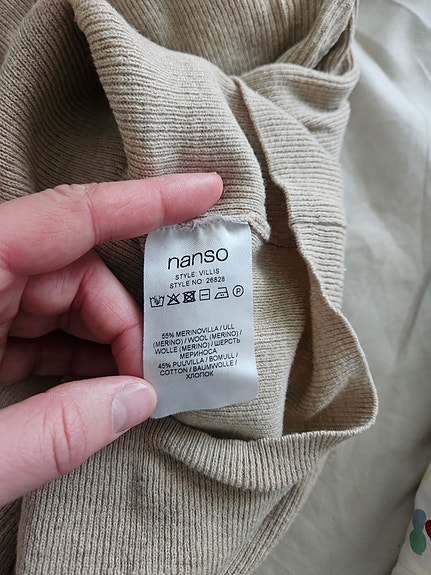 nanso
STYLE: VILLIS
STYLE NO: 26828
55% MERINOVILLA / ULL
(MERINO) / WOOL (MERINO) /
WOLLE (MERINO) / ШЕРСТЬ
МЕРИНОСА
45% PUUVILLA / BOMULL /
COTTON / BAUMWOLLE /
ХЛОПОК